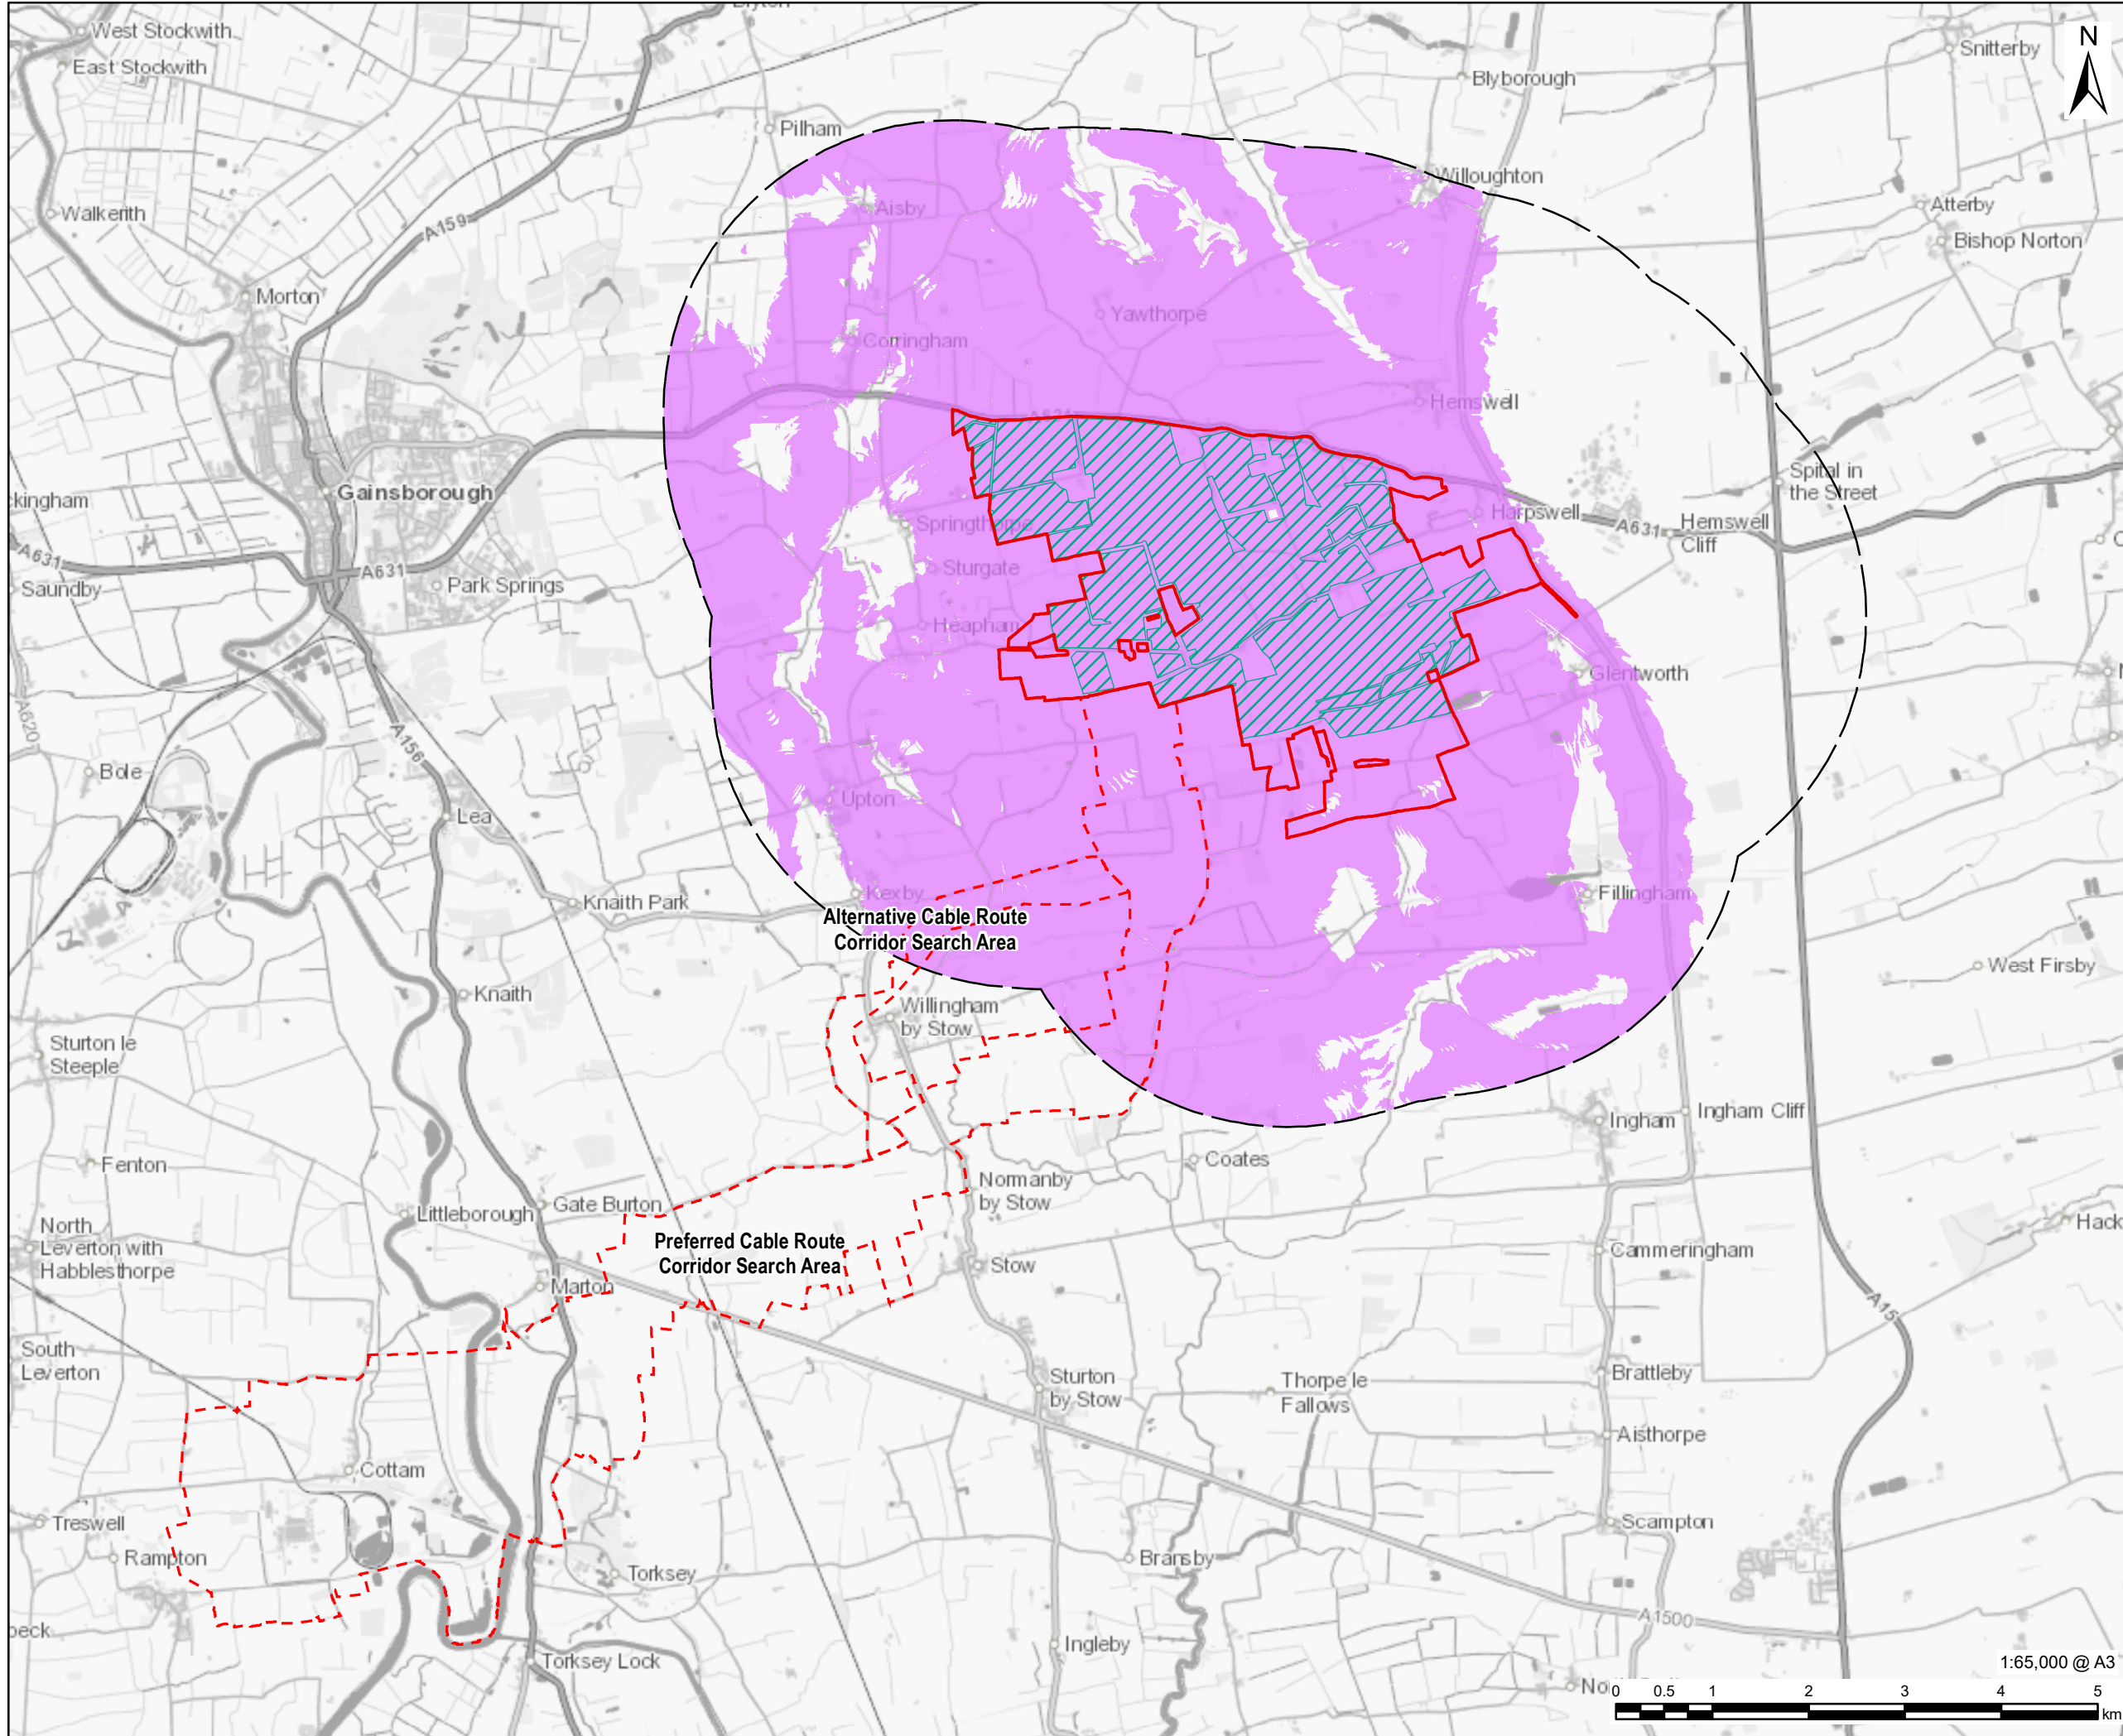 West Stockwith
East Stockwith
Snitterby
N
Blyborough
Pilham
Willoughton
Walkerith
A159
Aisby
Atterby
Bishop Norton
Morton
Yawthorpe
Corringham
Hemswell
A631
Gainsborough
Spital in
the Street
ckingham
Springthorpe
Harpswell
A631
Hemswell
Cliff
A631
A631
Saundby
Park Springs
Sturgate
Heapham
Glentworth
A620
A156
Bole
Lea
Upton
Knaith Park
Kexby
Fillingham
Alternative Cable Route
Corridor Search Area
West Firsby
Knaith
Willingham
by Stow
Sturton le
Steeple
Ingham
Ingham Cliff
Fenton
Coates
Normanby
by Stow
Gate Burton
Littleborough
North
Leverton with
Habblesthorpe
Hack
Preferred Cable Route
Corridor Search Area
Cammeringham
Stow
Marton
A15
South
Leverton
Sturton
by Stow
Thorpe le
Fallows
Brattleby
Aisthorpe
Cottam
Treswell
Scampton
Rampton
Bransby
Torksey
A1500
beck
Ingleby
Torksey Lock
1:65,000 @ A3
No
0 0.5 1 2 3 4 5
km